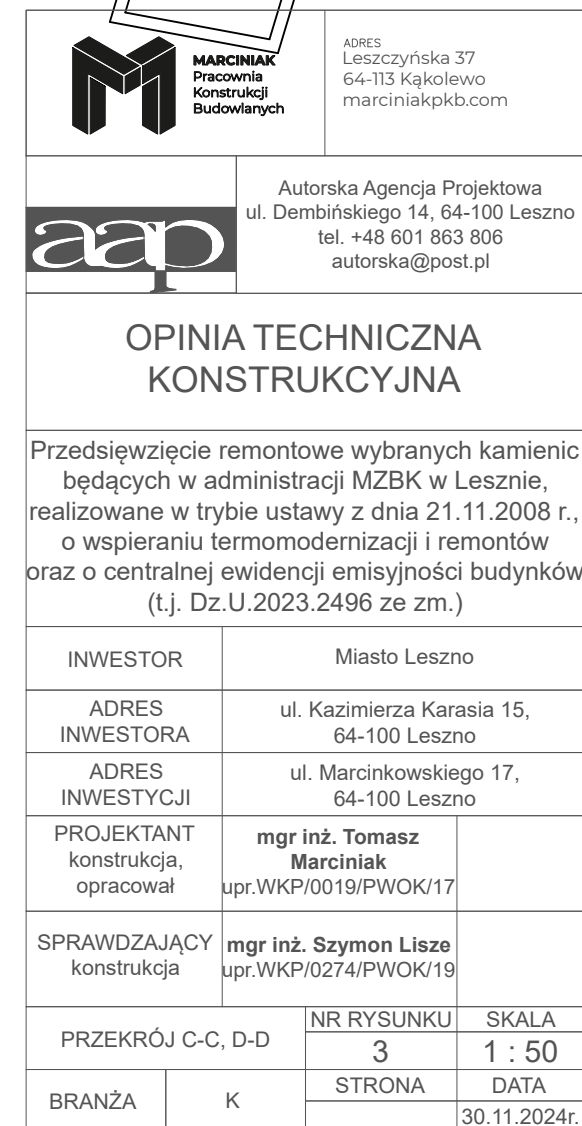 MARCINIAK
Pracownia
Konstrukcji
Budowlanych
ADRES
Leszczyńska 37
64-113 Kąkolewo
marciniakpkb.com
aap
Autorska Agencja Projektowa
ul. Dembińskiego 14, 64-100 Leszno
tel. +48 601 863 806
autorska@post.pl
OPINIA TECHNICZNA
KONSTRUKCYJNA
Przedsięwzięcie remontowe wybranych kamienic
będących w administracji MZBK w Lesznie,
realizowane w trybie ustawy z dnia 21.11.2008 r.,
o wspieraniu termomodernizacji i remontów
oraz o centralnej ewidencji emisyjności budynków
(t.j. Dz.U.2023.2496 ze zm.)
INWESTOR
Miasto Leszno
ADRES
INWESTORA
ul. Kazimierza Karasia 15,
64-100 Leszno
ADRES
INWESTYCJI
ul. Marcinkowskiego 17,
64-100 Leszno
PROJEKTANT
konstrukcja,
opracował
mgr inż. Tomasz
Marciniak
upr.WKP/0019/PWOK/17
SPRAWDZAJĄCY
konstrukcja
mgr inż. Szymon Lisze
upr.WKP/0274/PWOK/19
PRZEKRÓJ C-C, D-D
NR RYSUNKU
3
SKALA
1 : 50
BRANŻA
K
STRONA
DATA
30.11.2024r.